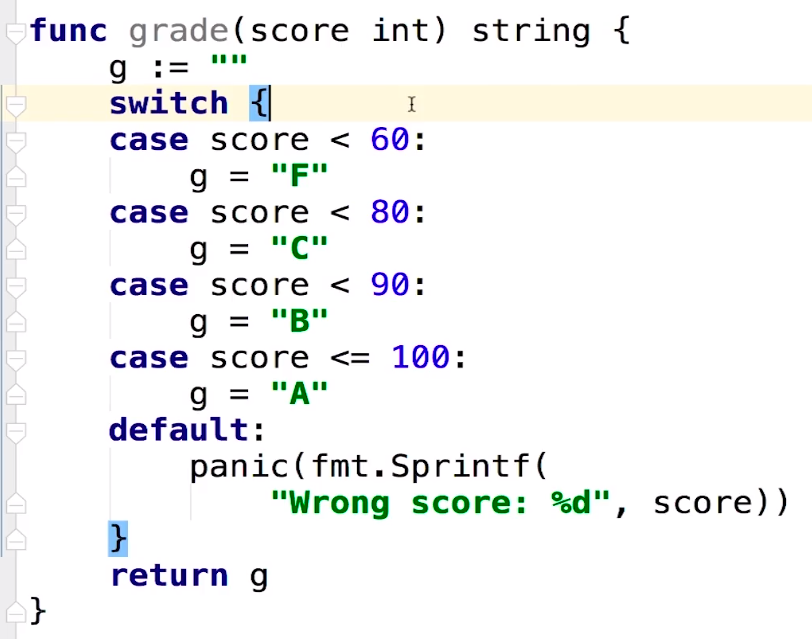 func grade(score int) string {
    g := ""
    switch {
    case score < 60:
        g = "F"
    case score < 80:
        g = "C"
    case score < 90:
        g = "B"
    case score <= 100:
        g = "A"
    default:
        panic(fmt.Sprintf(
            "Wrong score: %d", score))
    }
    return g
}